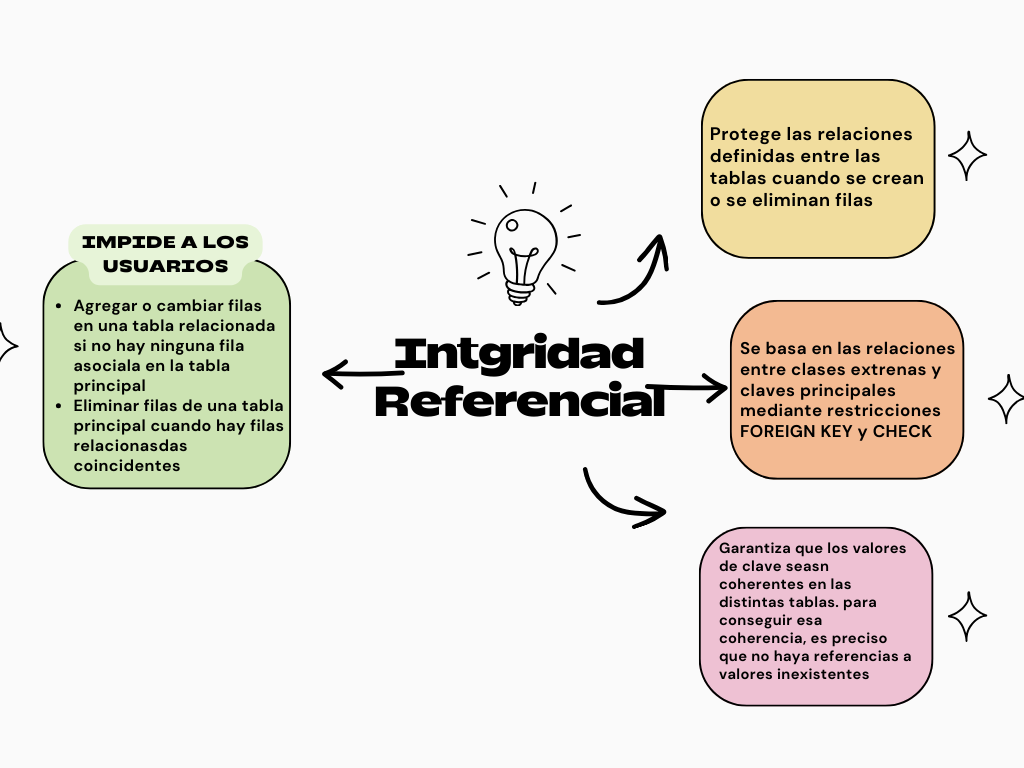 Intgridad
Referencial
IMPIDE A LOS
USUARIOS
• Agregar o cambiar filas
en una tabla relacionada
si no hay ninguna fila
asociala en la tabla
principal
• Eliminar filas de una tabla
principal cuando hay filas
relacionasdas
coincidentes
Protege las relaciones
definidas entre las
tablas cuando se crean
o se eliminan filas
Se basa en las relaciones
entre clases extrenas y
claves principales
mediante restricciones
FOREIGN KEY y CHECK
Garantiza que los valores
de clave seasn
coherentes en las
distintas tablas. para
conseguir esa
coherencia, es preciso
que no haya referencias a
valores inexistentes